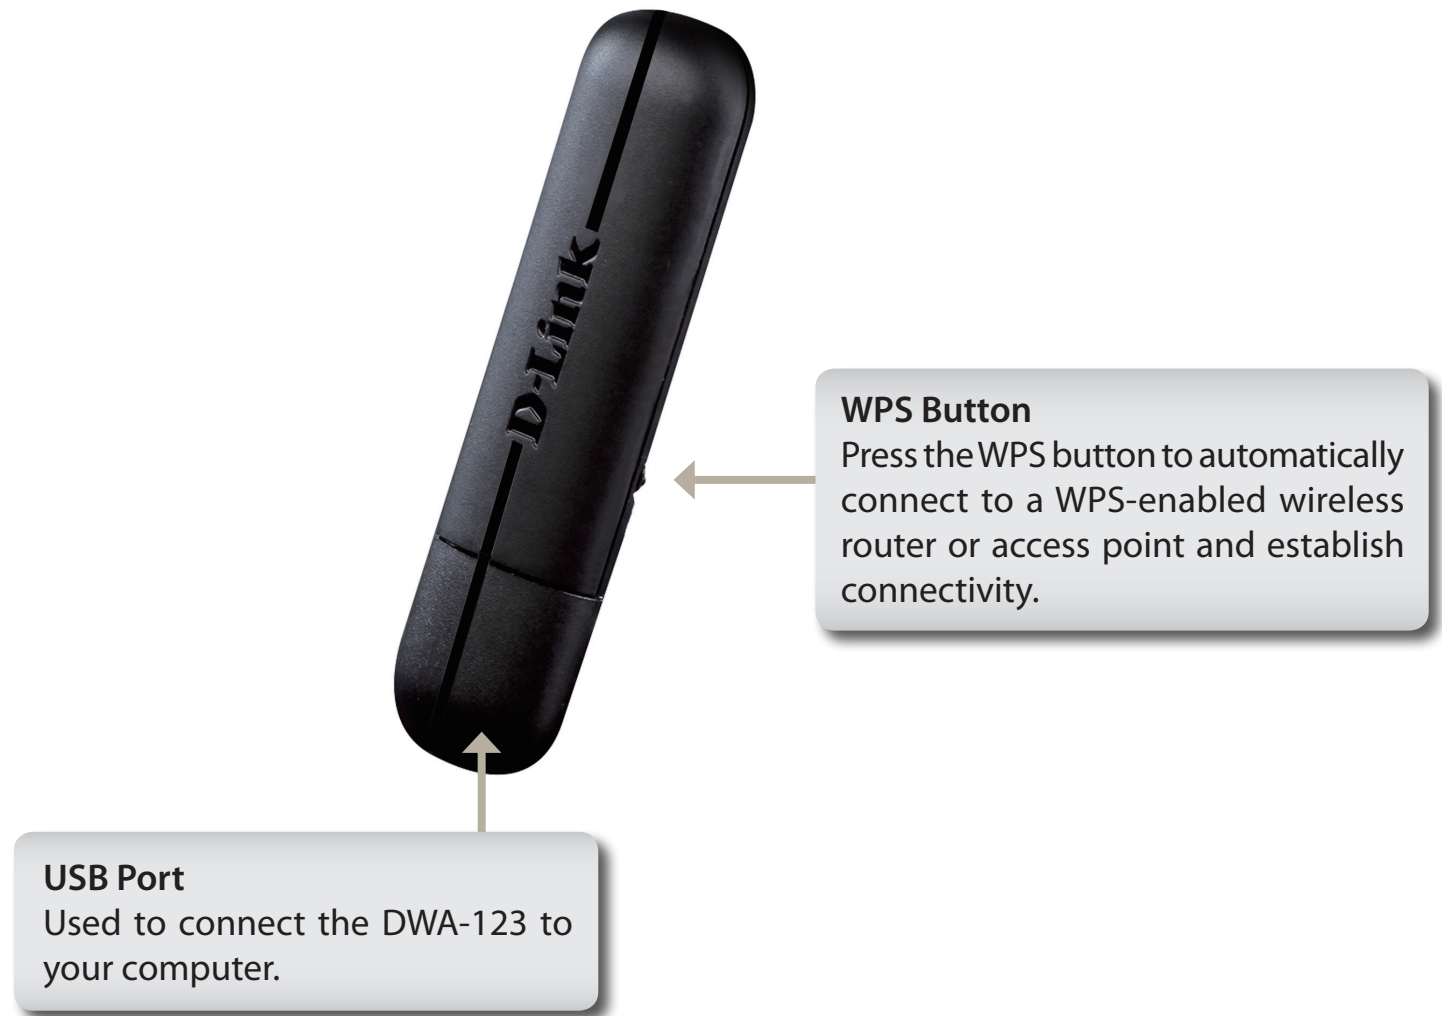 D-Link
WPS Button
Press the WPS button to automatically
connect to a WPS-enabled wireless
router or access point and establish
connectivity.
USB Port
Used to connect the DWA-123 to
your computer.